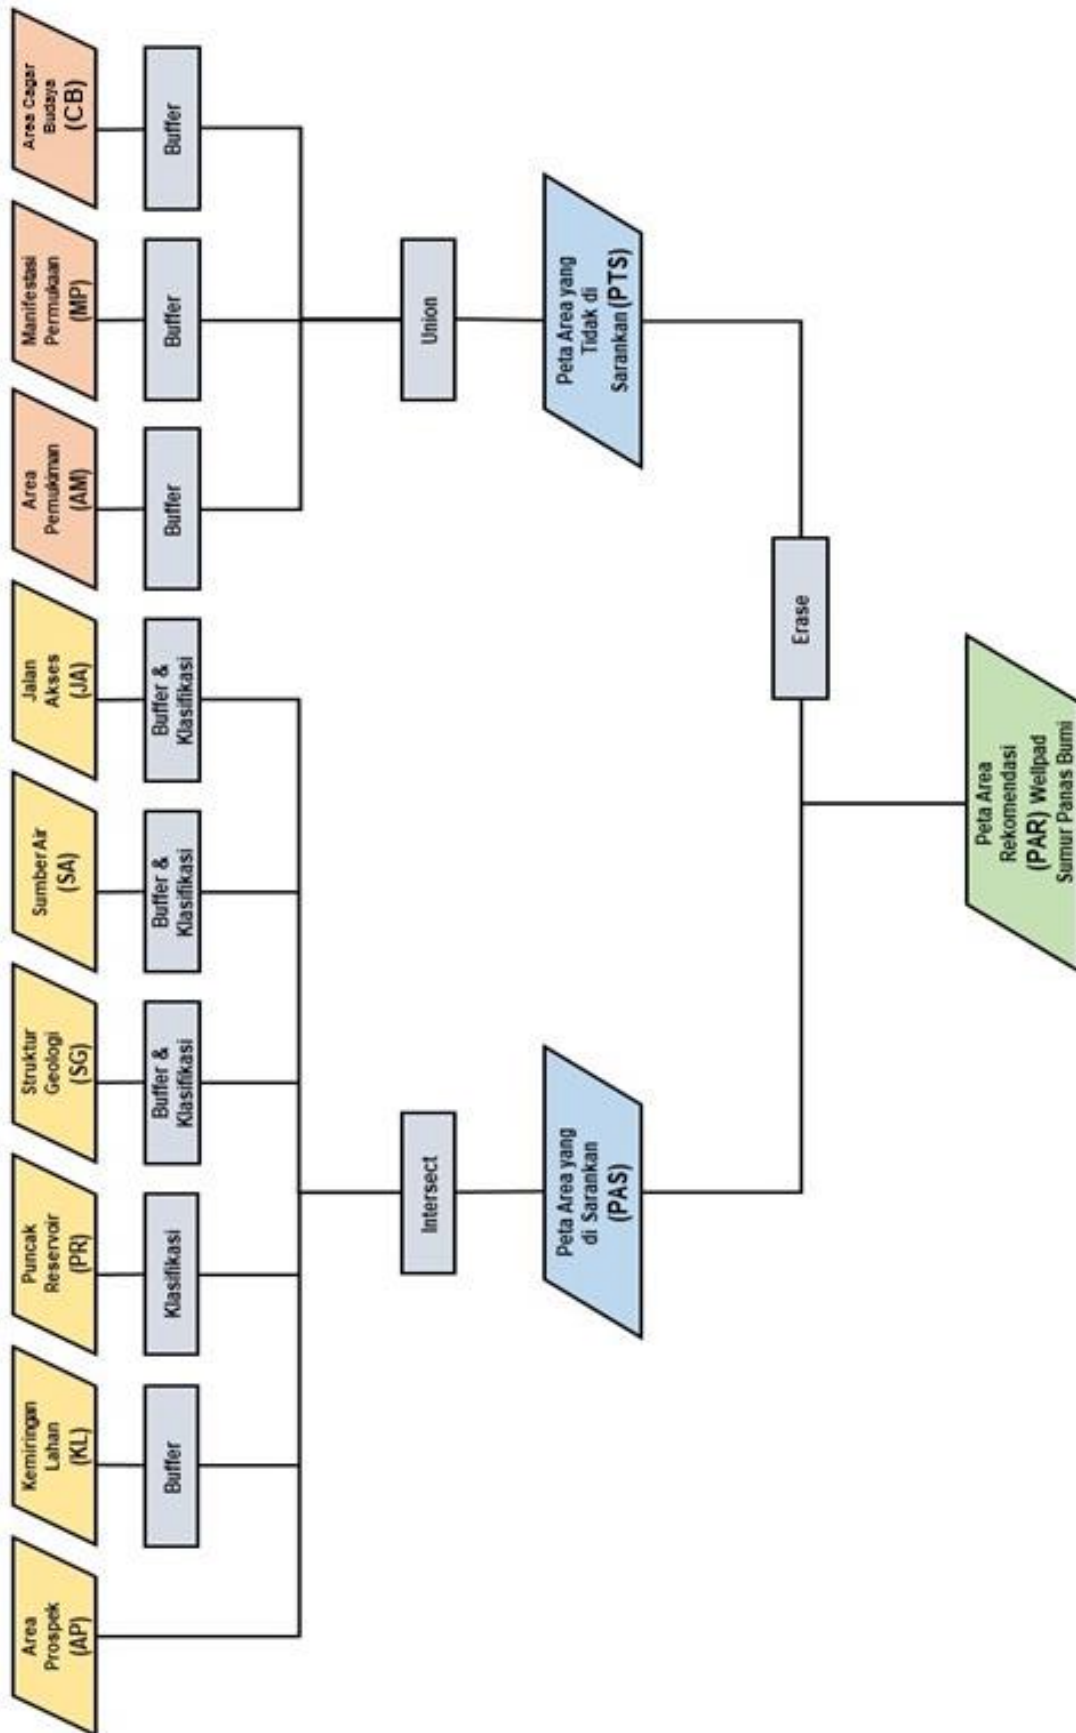 Area
Prospek
(AP)
Kemiringan
Lahan
(KL)
Puncak
Reservoir
(PR)
Struktur
Geologi
(SG)
Sumber Air
(SA)
Jalan
Akses
(JA)
Area
Pemukiman
(AM)
Manifestasi
Permukaan
(MP)
Area Cagar
Budaya
(CB)
Buffer
Klasifikasi
Buffer &
Klasifikasi
Buffer &
Klasifikasi
Buffer &
Klasifikasi
Buffer
Buffer
Buffer
Intersect
Union
Peta Area yang
di Sarankan
(PAS)
Peta Area yang
Tidak di
Sarankan (PTS)
Erase
Peta Area
Rekomendasi
(PAR) Wellpad
Sumur Panas Bumi